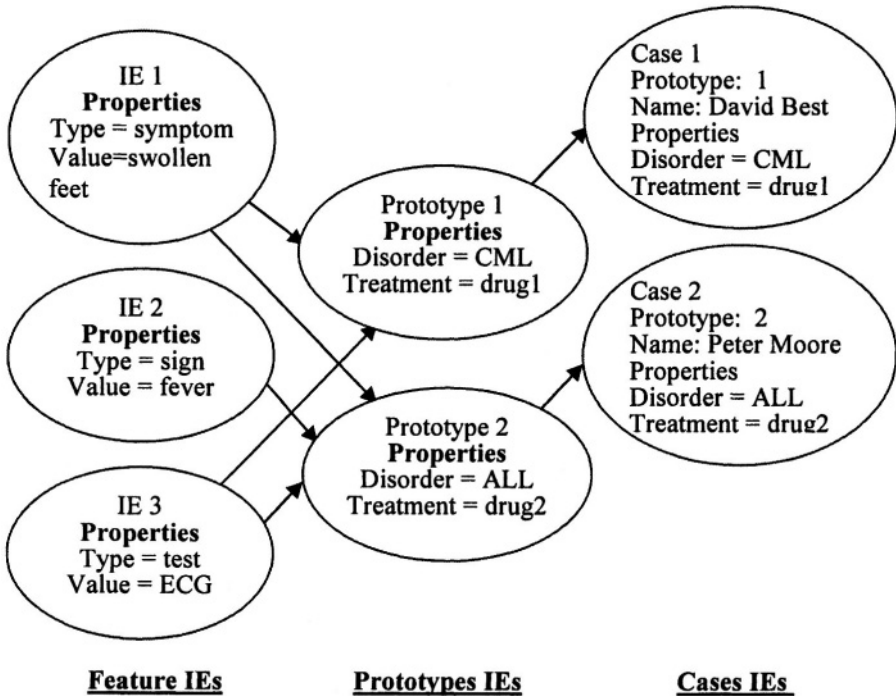 IE 1
Properties
Type = symptom
Value=swollen
feet
IE 2
Properties
Type = sign
Value = fever
IE 3
Properties
Type = test
Value = ECG
Prototype 1
Properties
Disorder = CML
Treatment = drug1
Prototype 2
Properties
Disorder = ALL
Treatment = drug2
Case 1
Prototype: 1
Name: David Best
Properties
Disorder = CML
Treatment = drug1
Case 2
Prototype: 2
Name: Peter Moore
Properties
Disorder = ALL
Treatment = drug2
Feature IEs
Prototypes IEs
Cases IEs